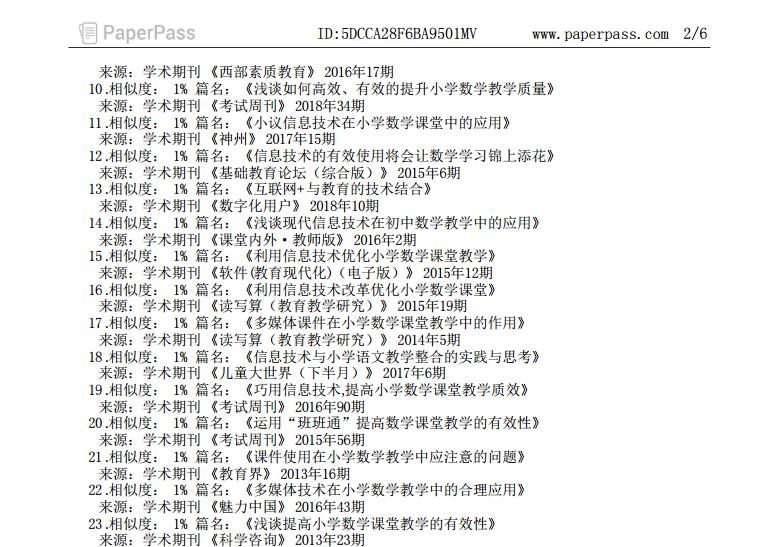 PaperPass ID:5DCCA28F6BA9501MV www.paperpass.com 2/6
来源：学术期刊《西部素质教育》2016年17期
10.相似度： 1% 篇名：《浅谈如何高效、有效的提升小学数学教学质量》
来源：学术期刊《考试周刊》2018年34期
11.相似度： 1% 篇名：《小议信息技术在小学数学课堂中的应用》
来源：学术期刊《神州》2017年15期
12.相似度： 1% 篇名：《信息技术的有效使用将会让数学学习锦上添花》
来源：学术期刊《基础教育论坛（综合版）》2015年6期
13.相似度： 1% 篇名：《互联网+与教育的技术结合》
来源：学术期刊《数字化用户》2018年10期
14.相似度： 1% 篇名：《浅谈现代信息技术在初中数学教学中的应用》
来源：学术期刊《课堂内外·教师版》2016年2期
15.相似度： 1% 篇名：《利用信息技术优化小学数学课堂教学》
来源：学术期刊《软件(教育现代化)（电子版）》2015年12期
16.相似度： 1% 篇名：《利用信息技术改革优化小学数学课堂》
来源：学术期刊《读写算（教育教学研究）》2015年19期
17.相似度： 1% 篇名：《多媒体课件在小学数学课堂教学中的作用》
来源：学术期刊《读写算（教育教学研究）》2014年5期
18.相似度： 1% 篇名：《信息技术与小学语文教学整合的实践与思考》
来源：学术期刊《儿童大世界（下半月）》2017年6期
19.相似度： 1% 篇名：《巧用信息技术,提高小学数学课堂教学质效》
来源：学术期刊《考试周刊》2016年90期
20.相似度： 1% 篇名：《运用“班班通”提高数学课堂教学的有效性》
来源：学术期刊《考试周刊》2015年56期
21.相似度： 1% 篇名：《课件使用在小学数学教学中应注意的问题》
来源：学术期刊《教育界》2013年16期
22.相似度： 1% 篇名：《多媒体技术在小学数学教学中的合理应用》
来源：学术期刊《魅力中国》2016年43期
23.相似度： 1% 篇名：《浅谈提高小学数学课堂教学的有效性》
来源：学术期刊《科学咨询》2013年23期